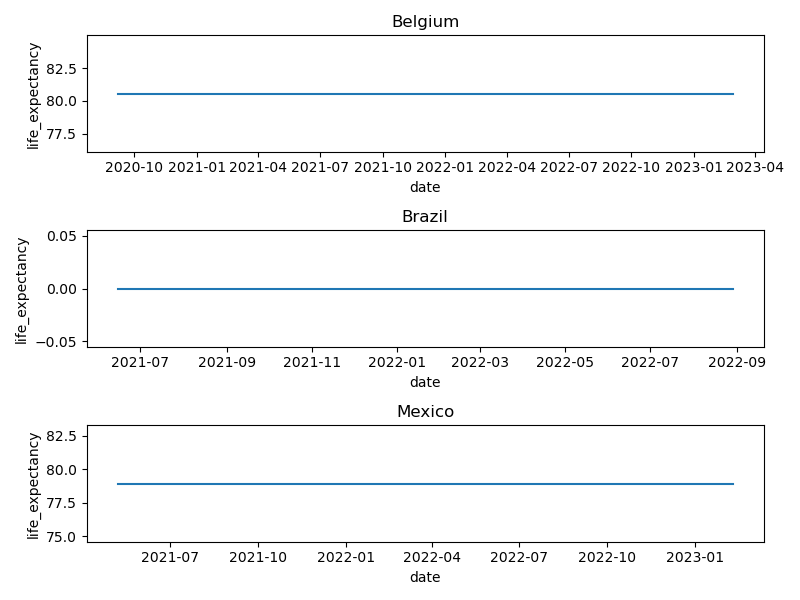 Belgium
82.5
80.0
77.5
life_expectancy
2020-10 2021-01 2021-04 2021-07 2021-10 2022-01 2022-04 2022-07 2022-10 2023-01 2023-04
date
Brazil
0.05
0.00
−0.05
life_expectancy
2021-07 2021-09 2021-11 2022-01 2022-03 2022-05 2022-07 2022-09
date
Mexico
82.5
80.0
77.5
75.0
life_expectancy
2021-07 2021-10 2022-01 2022-04 2022-07 2022-10 2023-01
date